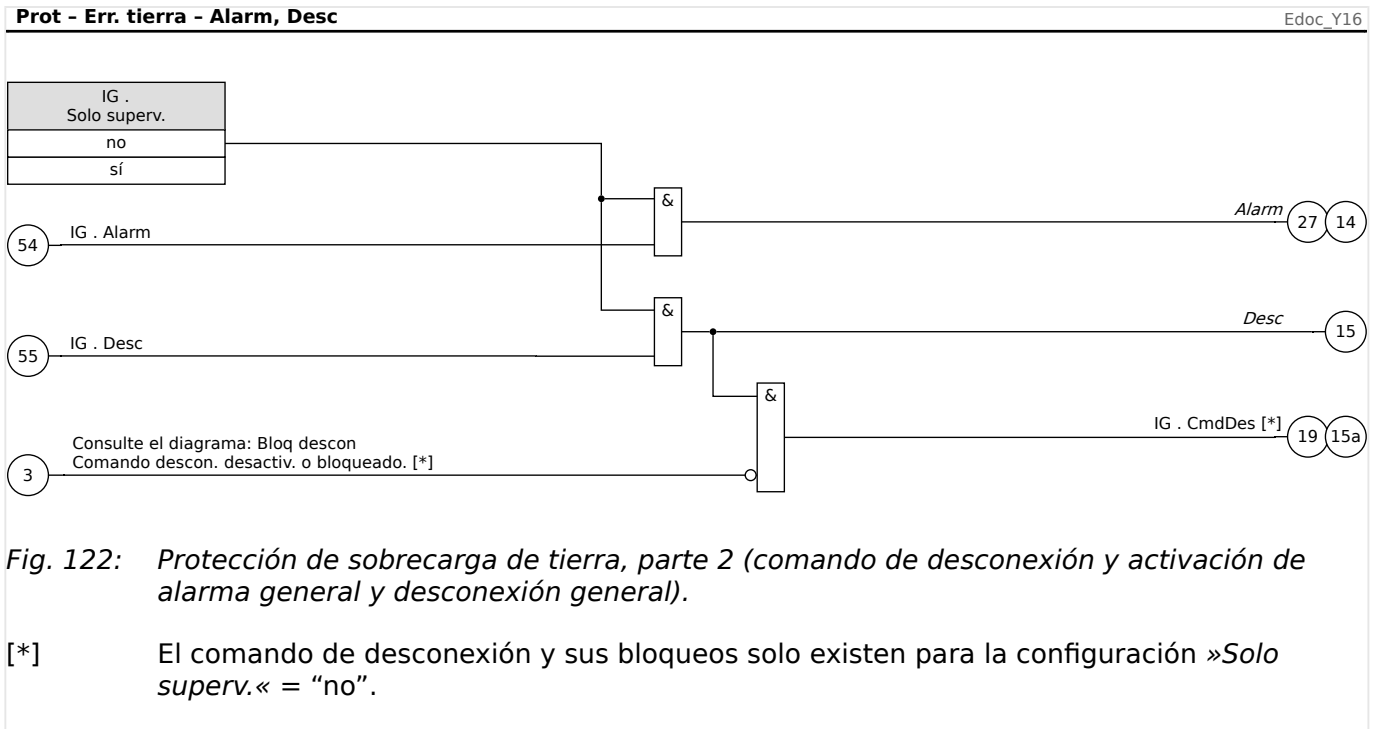 Prot – Err. tierra – Alarm, Desc
Edoc_Y16
IG .
Solo superv.
no
sí
&
Alarm
27 14
54
IG . Alarm
&
Desc
15
55
IG . Desc
&
IG . CmdDes [*]
19 15a
Consulte el diagrama: Bloq descon
Comando descon. desactiv. o bloqueado. [*]
3
Fig. 122: Protección de sobrecarga de tierra, parte 2 (comando de desconexión y activación de
alarma general y desconexión general).
[*] El comando de desconexión y sus bloqueos solo existen para la configuración »Solo
superv.« = “no”.